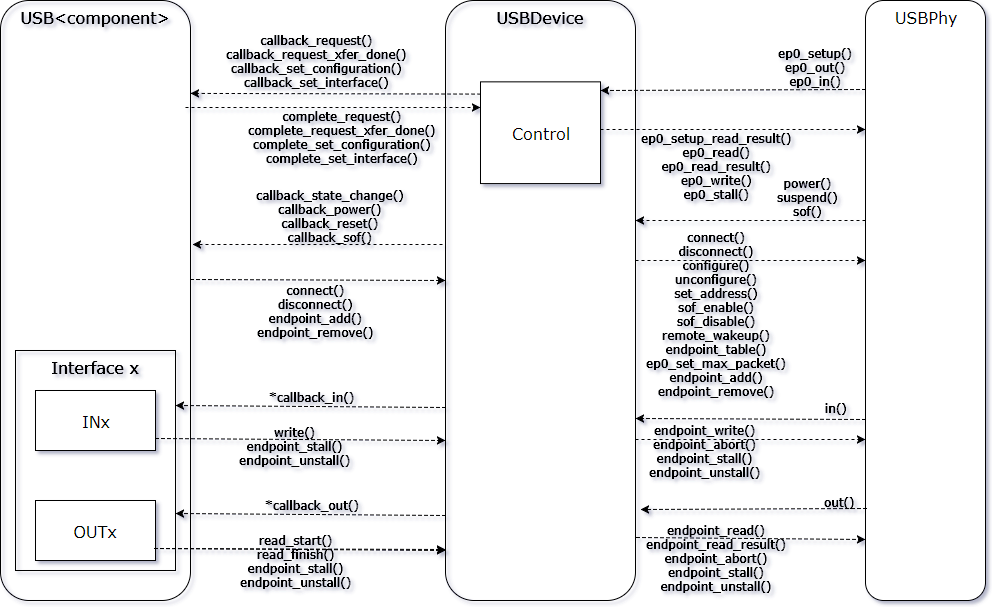 USB<component>
USBDevice
USBPhy
callback_request()
callback_request_xfer_done()
callback_set_configuration()
callback_set_interface()
ep0_setup()
ep0_out()
ep0_in()
Control
complete_request()
complete_request_xfer_done()
complete_set_configuration()
complete_set_interface()
ep0_setup_read_result()
ep0_read()
ep0_read_result()
ep0_write()
ep0_stall()
power()
suspend()
sof()
callback_state_change()
callback_power()
callback_reset()
callback_sof()
connect()
disconnect()
configure()
unconfigure()
set_address()
sof_enable()
sof_disable()
remote_wakeup()
endpoint_table()
ep0_set_max_packet()
endpoint_add()
endpoint_remove()
connect()
disconnect()
endpoint_add()
endpoint_remove()
Interface x
INx
*callback_in()
write()
endpoint_stall()
endpoint_unstall()
in()
endpoint_write()
endpoint_abort()
endpoint_stall()
endpoint_unstall()
OUTx
*callback_out()
read_start()
read_finish()
endpoint_stall()
endpoint_unstall()
out()
endpoint_read()
endpoint_read_result()
endpoint_abort()
endpoint_stall()
endpoint_unstall()